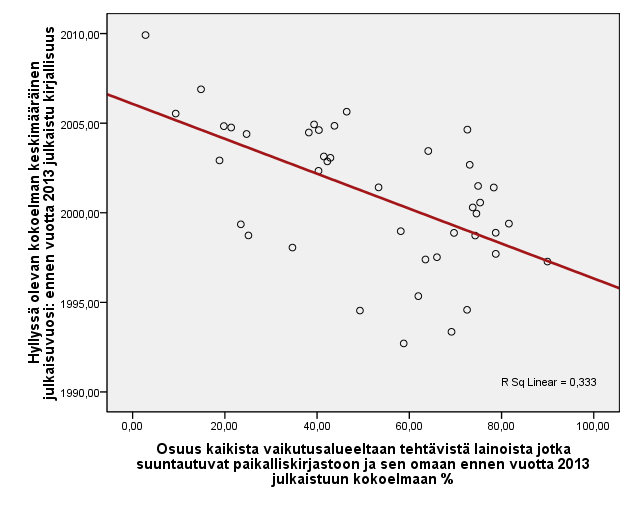 Hyllyssä olevan kokoelman keskimääräinen
julkaisuvuosi: ennen vuotta 2013 julkaistu kirjallisuus
2010,00
2005,00
2000,00
1995,00
1990,00
R Sq Linear = 0,333
0,00 20,00 40,00 60,00 80,00 100,00
Osuus kaikista vaikutusalueeltaan tehtävistä lainoista jotka
suuntautuvat paikalliskirjastoon ja sen omaan ennen vuotta 2013
julkaistuun kokoelmaan %